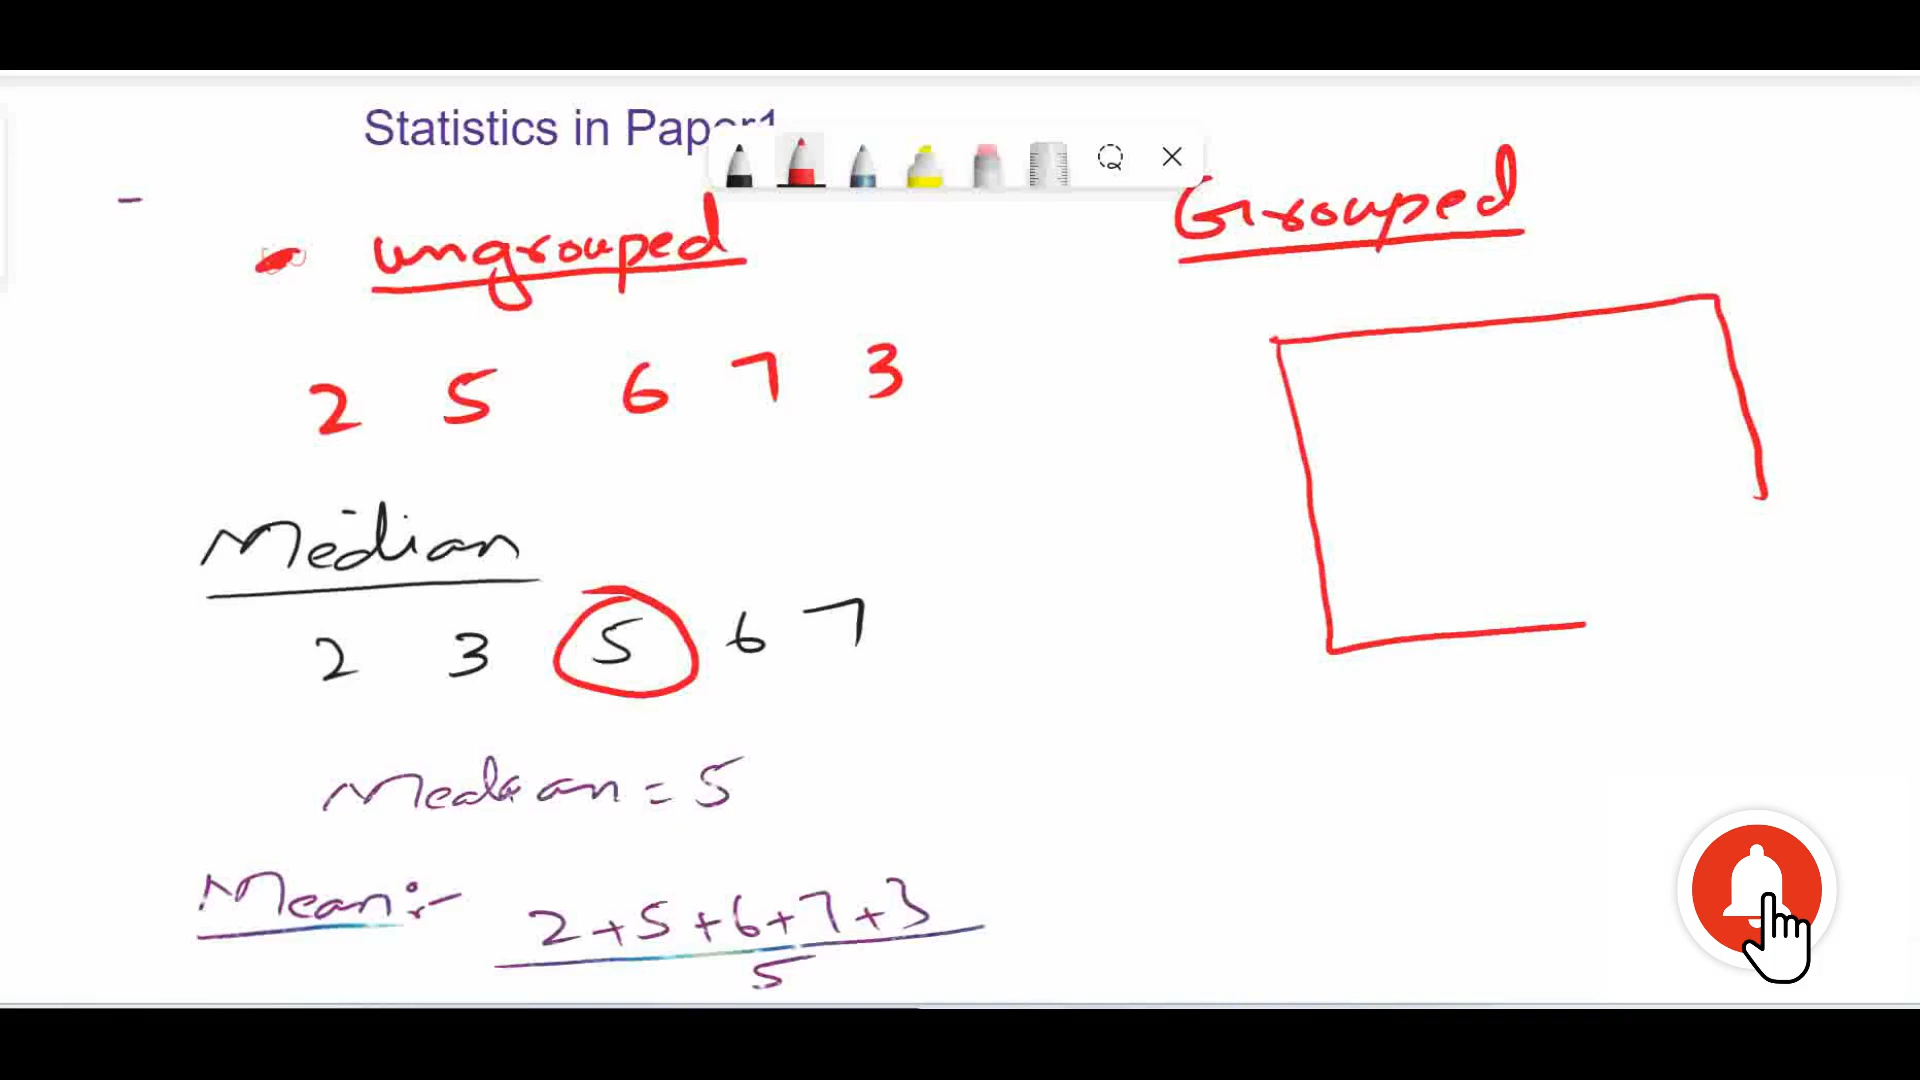 Statistics in Paper1
ungrouped
Grouped
2 5 6 7 3
Median
2 3 5 6 7
Median = 5
Mean:-
2+5+6+7+3
5